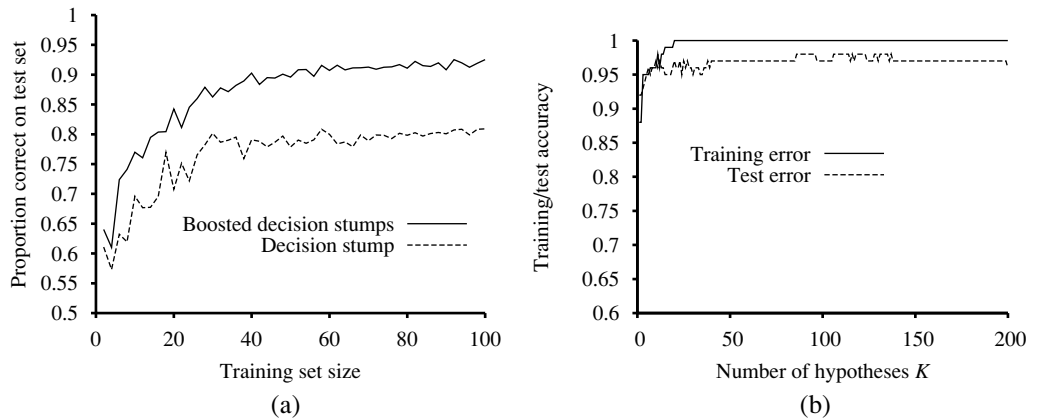 1
0.95
0.9
0.85
0.8
0.75
0.7
0.65
0.6
0.55
0.5
Proportion correct on test set
Boosted decision stumps
Decision stump
0 20 40 60 80 100
Training set size
(a)
1
0.95
0.9
0.85
0.8
0.75
0.7
0.65
0.6
Training/test accuracy
Training error
Test error
0 50 100 150 200
Number of hypotheses K
(b)